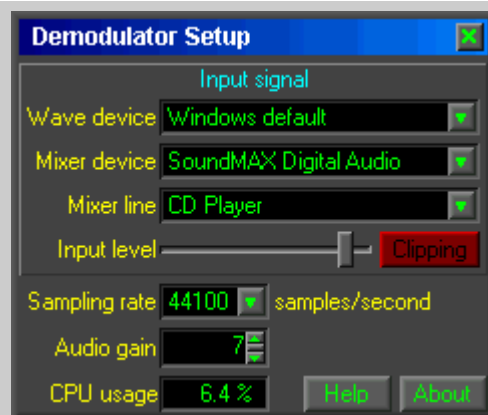 Demodulator Setup
Input signal
Wave device Windows default
Mixer device SoundMAX Digital Audio
Mixer line CD Player
Input level Clipping
Sampling rate 44100 samples/second
Audio gain 7
CPU usage 6.4 % Help About